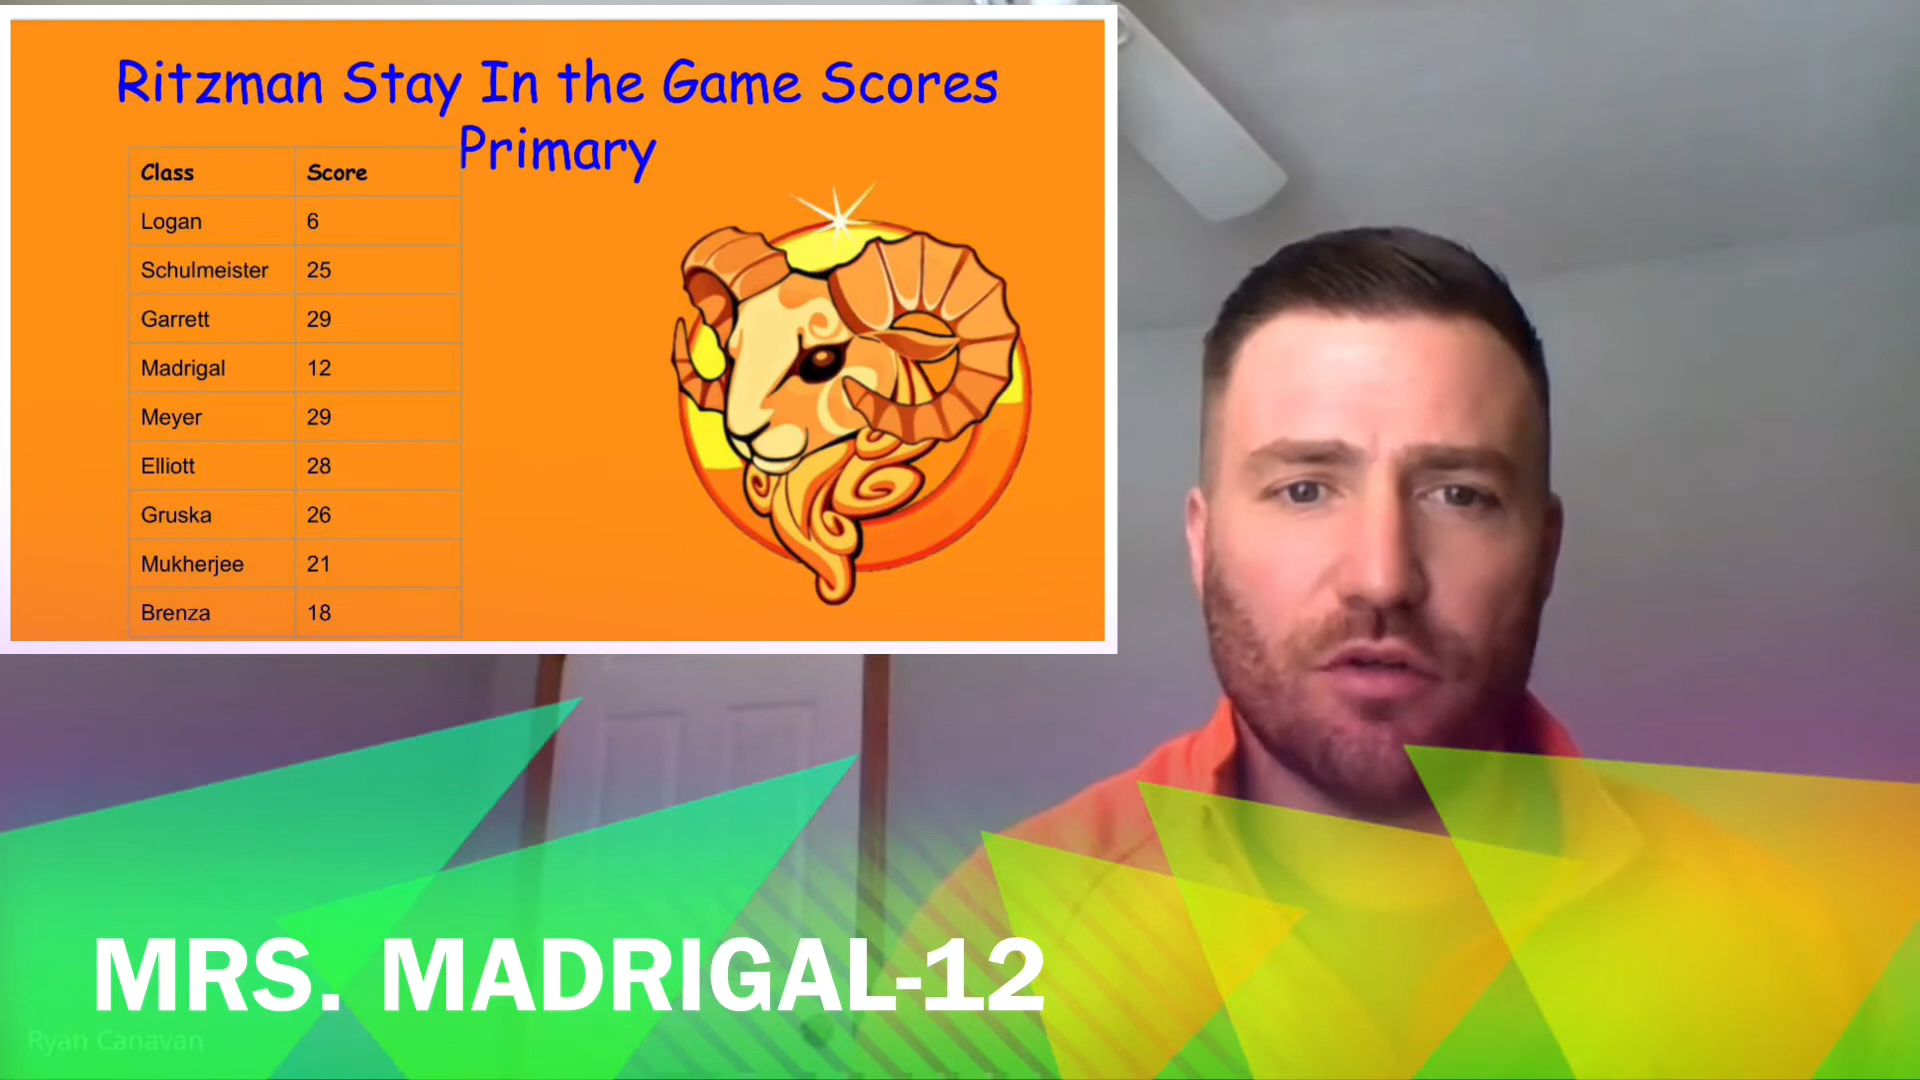 Ritzman Stay In the Game Scores
Primary
Class Score
Logan 6
Schulmeister 25
Garrett 29
Madrigal 12
Meyer 29
Elliott 28
Gruska 26
Mukherjee 21
Brenza 18
MRS. MADRIGAL-12
Ryan Canavan